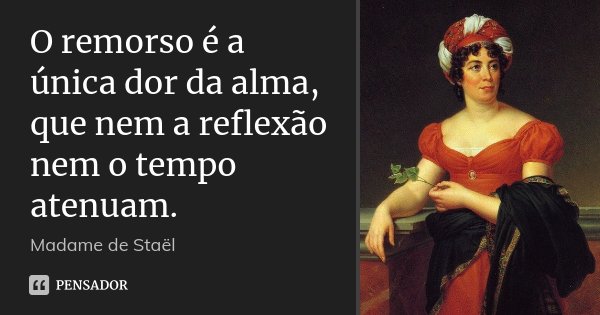 O remorso é a
única dor da alma,
que nem a reflexão
nem o tempo
atenuam.
Madame de Staël
PENSADOR